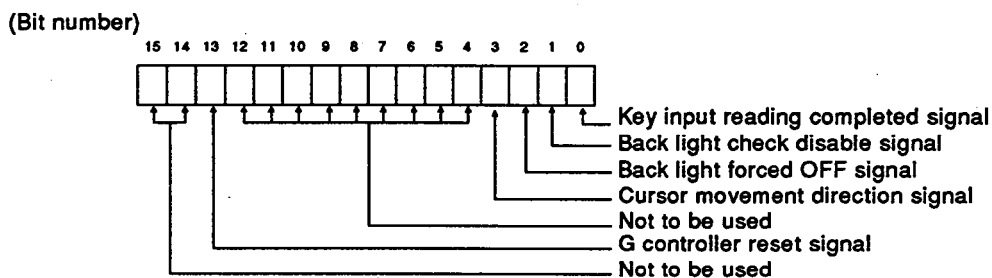 (Bit number)
15 14 13 12 11 10 9 8 7 6 5 4 3 2 1 0
Key input reading completed signal
Back light check disable signal
Back light forced OFF signal
Cursor movement direction signal
Not to be used
G controller reset signal
Not to be used